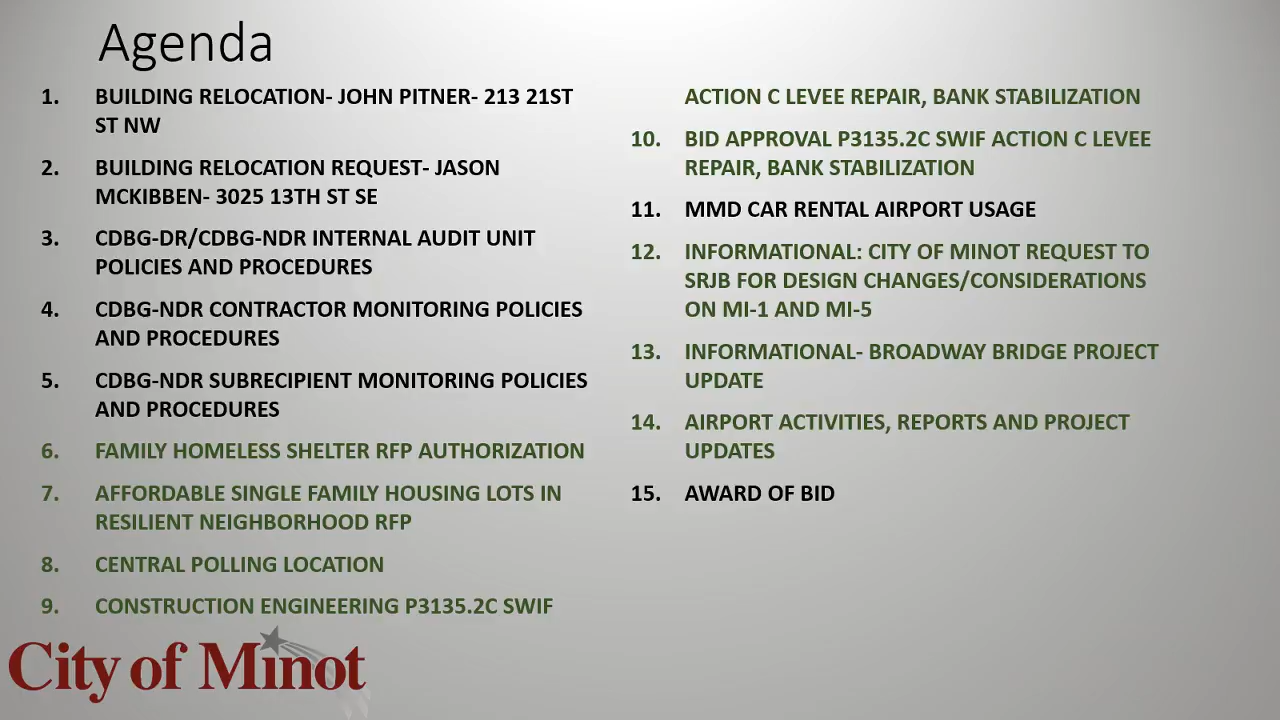 Agenda
1. BUILDING RELOCATION- JOHN PITNER- 213 21ST
ST NW
2. BUILDING RELOCATION REQUEST- JASON
MCKIBBEN- 3025 13TH ST SE
3. CDBG-DR/CDBG-NDR INTERNAL AUDIT UNIT
POLICIES AND PROCEDURES
4. CDBG-NDR CONTRACTOR MONITORING POLICIES
AND PROCEDURES
5. CDBG-NDR SUBRECIPIENT MONITORING POLICIES
AND PROCEDURES
6. FAMILY HOMELESS SHELTER RFP AUTHORIZATION
7. AFFORDABLE SINGLE FAMILY HOUSING LOTS IN
RESILIENT NEIGHBORHOOD RFP
8. CENTRAL POLLING LOCATION
9. CONSTRUCTION ENGINEERING P3135.2C SWIF
ACTION C LEVEE REPAIR, BANK STABILIZATION
10. BID APPROVAL P3135.2C SWIF ACTION C LEVEE
REPAIR, BANK STABILIZATION
11. MMD CAR RENTAL AIRPORT USAGE
12. INFORMATIONAL: CITY OF MINOT REQUEST TO
SRJB FOR DESIGN CHANGES/CONSIDERATIONS
ON MI-1 AND MI-5
13. INFORMATIONAL- BROADWAY BRIDGE PROJECT
UPDATE
14. AIRPORT ACTIVITIES, REPORTS AND PROJECT
UPDATES
15. AWARD OF BID
City of Minot